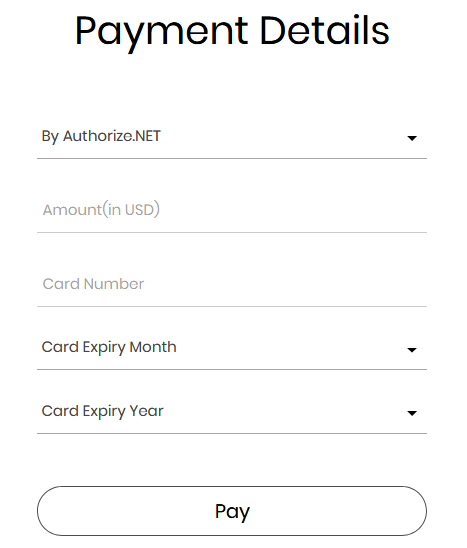 Payment Details
By Authorize.NET
Amount(in USD)
Card Number
Card Expiry Month
Card Expiry Year
Pay